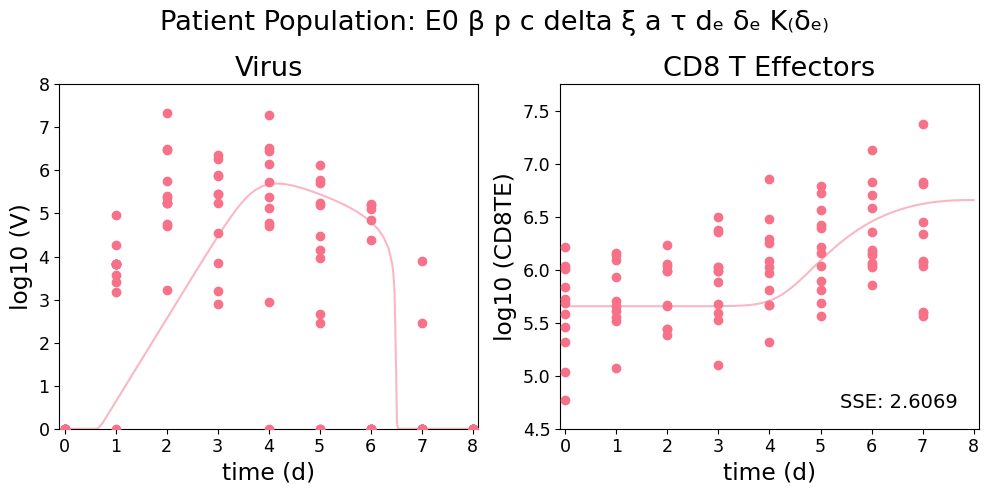 Patient Population: E0 β p c delta ξ a τ dₑ δₑ K₍δₑ₎
Virus
CD8 T Effectors
log10 (V)
8
7
6
5
4
3
2
1
0
0 1 2 3 4 5 6 7 8
time (d)
log10 (CD8TE)
7.5
7.0
6.5
6.0
5.5
5.0
4.5
SSE: 2.6069
0 1 2 3 4 5 6 7 8
time (d)